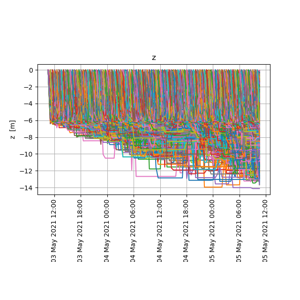 z
0
−2
−4
−6
−8
−10
−12
−14
z [m]
03 May 2021 12:00
03 May 2021 18:00
04 May 2021 00:00
04 May 2021 06:00
04 May 2021 12:00
04 May 2021 18:00
05 May 2021 00:00
05 May 2021 06:00
05 May 2021 12:00